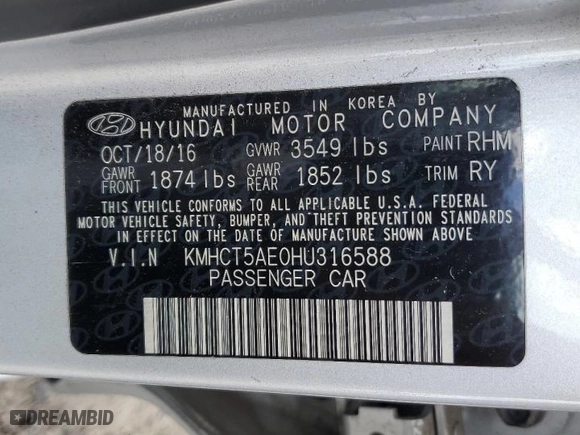 MANUFACTURED IN KOREA BY
HYUNDAI MOTOR COMPANY
OCT/18/16 GVWR 3549 lbs PAINT RHM
GAWR FRONT 1874 lbs GAWR REAR 1852 lbs TRIM RY
THIS VEHICLE CONFORMS TO ALL APPLICABLE U.S.A. FEDERAL
MOTOR VEHICLE SAFETY, BUMPER, AND THEFT PREVENTION STANDARDS
IN EFFECT ON THE DATE OF MANUFACTURE SHOWN ABOVE.
V.I.N KMHCT5AE0HU316588
PASSENGER CAR
DREAMBID